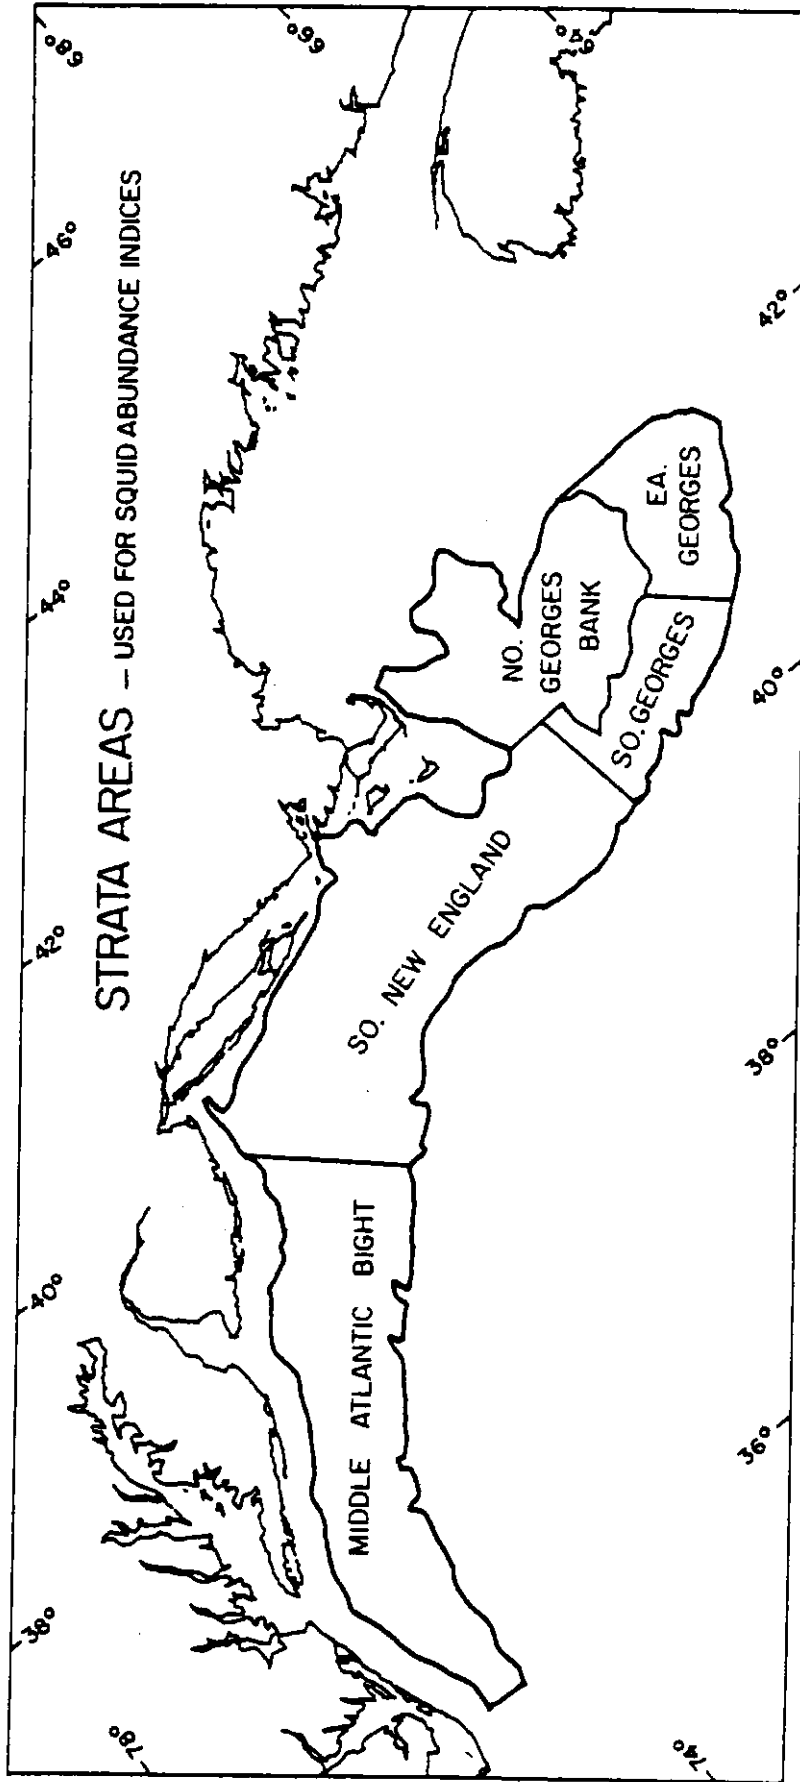 STRATA AREAS – USED FOR SQUID ABUNDANCE INDICES
38°
40°
42°
44°
46°
68°
66°
64°
78°
74°
36°
38°
40°
42°
MIDDLE ATLANTIC BIGHT
SO. NEW ENGLAND
SO. GEORGES
NO.
GEORGES
BANK
EA.
GEORGES